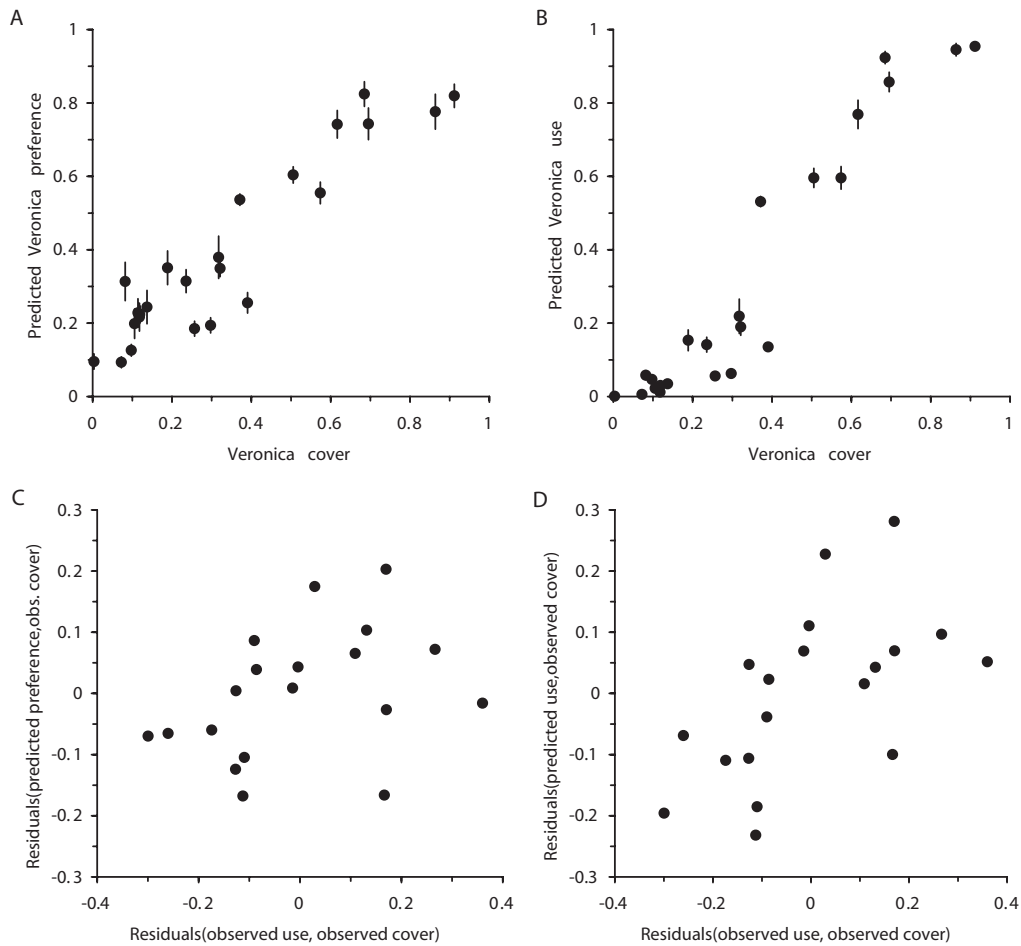 A
Predicted Veronica preference
1
0.8
0.6
0.4
0.2
0
0 0.2 0.4 0.6 0.8 1
Veronica cover
B
Predicted Veronica use
1
0.8
0.6
0.4
0.2
0
0 0.2 0.4 0.6 0.8 1
Veronica cover
C
Residuals(predicted preference,obs. cover)
0.3
0.2
0.1
0
-0.1
-0.2
-0.3
-0.4 -0.2 0 0.2 0.4
Residuals(observed use, observed cover)
D
Residuals(predicted use,observed cover)
0.3
0.2
0.1
0
-0.1
-0.2
-0.3
-0.4 -0.2 0 0.2 0.4
Residuals(observed use, observed cover)